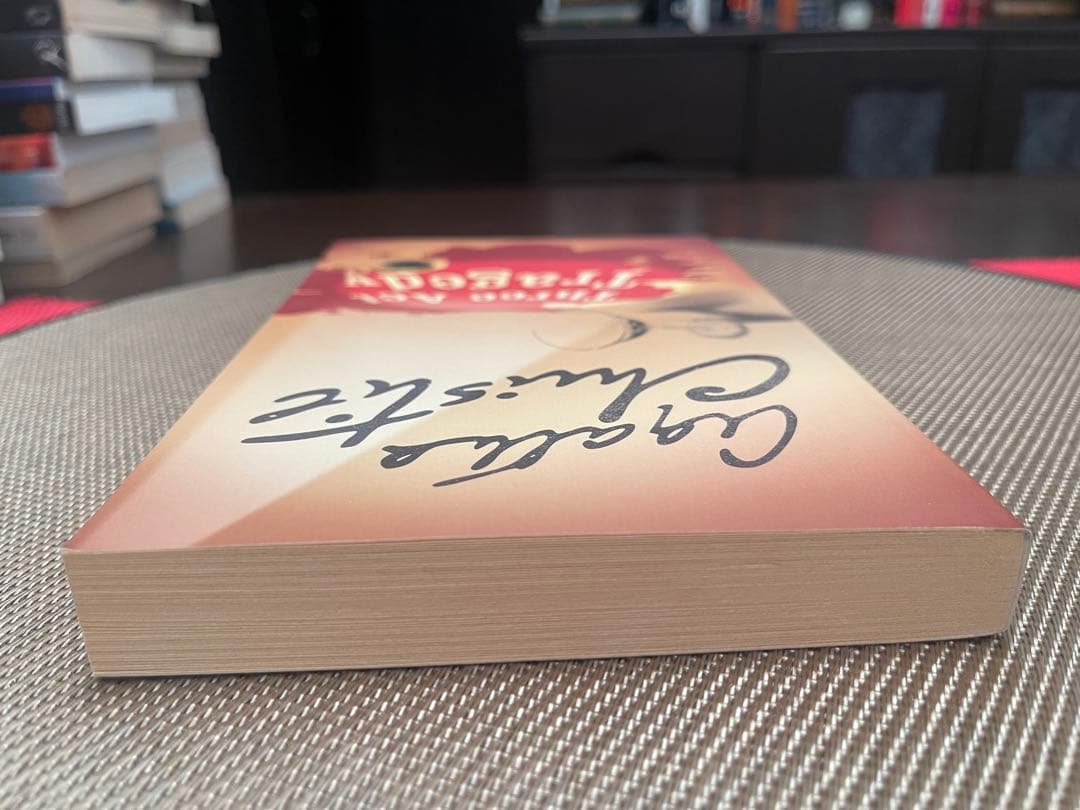 Agatha
Christie
Three Act
Tragedy